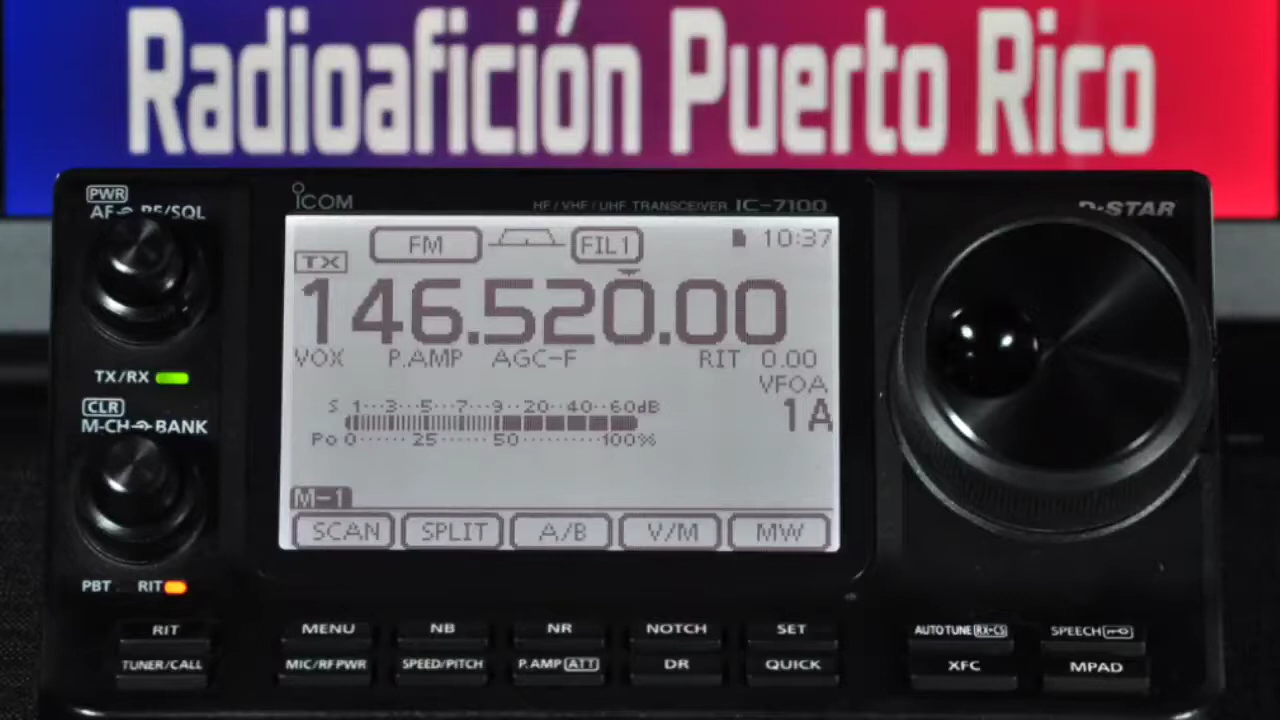 Radioafición Puerto Rico
PWR
AF RF/SQL
ICOM
HF/VHF/UHF TRANSCEIVER IC-7100
D-STAR
FM FIL1 10:37
TX
146.520.00
VOX P.AMP AGC-F RIT 0.00
VFOA
TX/RX
S 1 3 5 7 9 20 40 60dB
1A
CLR
M-CH BANK
Po 0 25 50 100%
M-1
SCAN SPLIT A/B V/M MW
PBT RIT
RIT MENU NB NR NOTCH SET AUTO TUNE RX-CS SPEECH
TUNER/CALL MIC/RF PWR SPEED/PITCH P.AMP ATT DR QUICK XFC MPAD